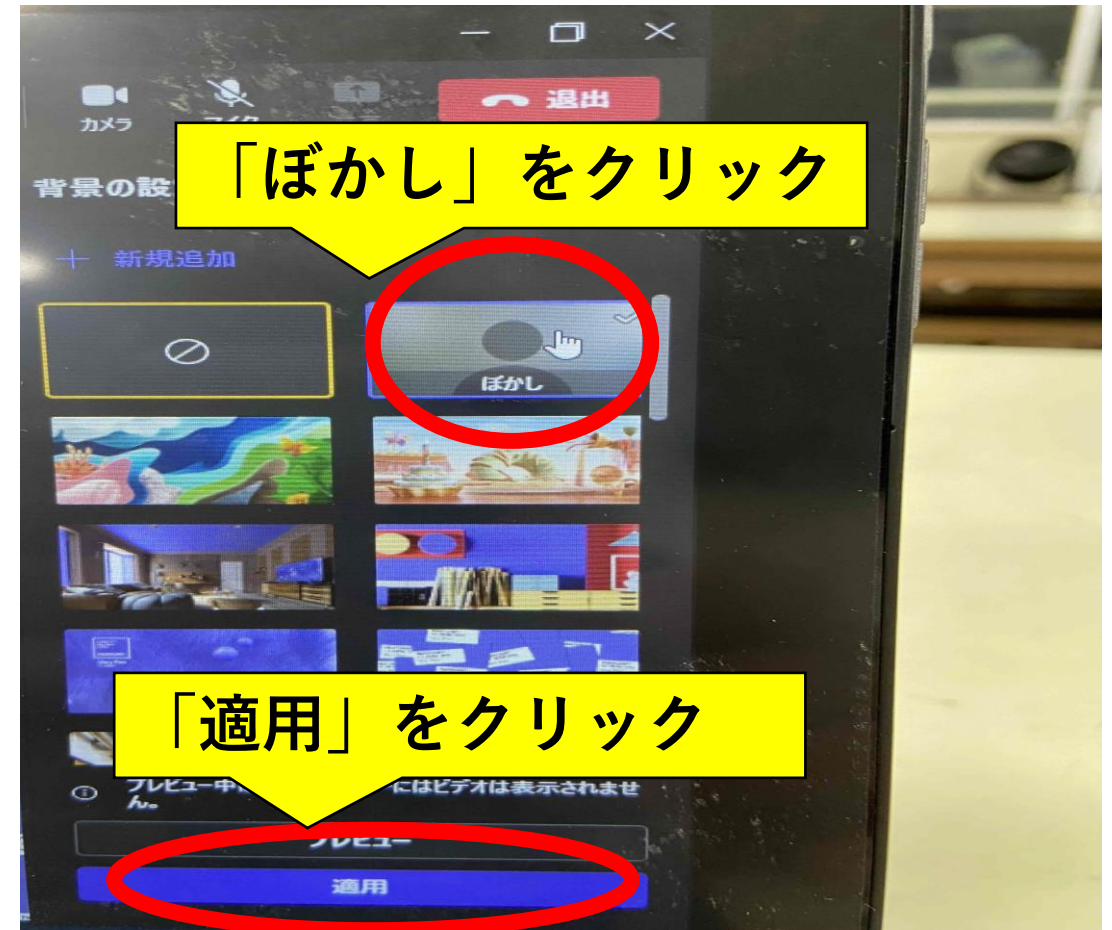 退出
カメラ
「ぼかし」をクリック
背景の設
＋ 新規追加
ぼかし
「適用」をクリック
プレビュー中
にはビデオは表示されませ
ん。
プレビュー
適用